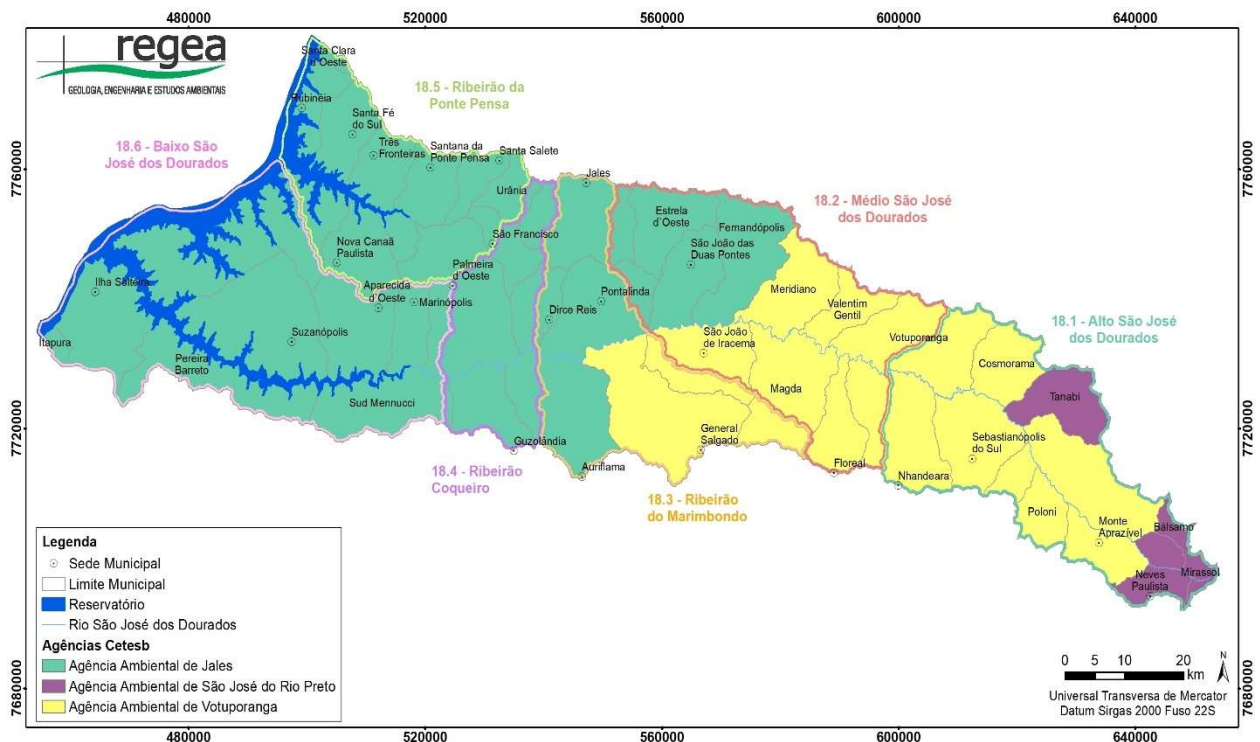 480000
520000
560000
600000
640000
regea
GEOLOGIA, ENGENHARIA E ESTUDOS AMBIENTAIS
Santa Clara
d'Oeste
18.5 - Ribeirão da
Ponte Pensa
Rubinéia
Santa Fé
do Sul
18.6 - Baixo São
José dos Dourados
Três
Fronteiras
Santana da
Ponte Pensa
Santa Salete
7760000
7760000
Jales
Urânia
18.2 - Médio São José
dos Dourados
Estrela
d´Oeste
Fernandópolis
São Francisco
Nova Canaã
Paulista
São João das
Duas Pontes
Palmeira
d'Oeste
Ilha Solteira
Aparecida
d'Oeste
Marinópolis
Pontalinda
Meridiano
Valentim
Gentil
Dirce Reis
18.1 - Alto São José
dos Dourados
Itapura
Suzanópolis
São João
de Iracema
Votuporanga
Cosmorama
Pereira
Barreto
Magda
Tanabi
Sud Mennucci
7720000
7720000
General
Salgado
Guzolândia
Sebastianópolis
do Sul
18.4 - Ribeirão
Coqueiro
Auriflama
Floreal
18.3 - Ribeirão
do Marimbondo
Nhandeara
Poloni
Monte
Aprazível
Bálsamo
Neves
Paulista
Mirassol
Legenda
Sede Municipal
Limite Municipal
Reservatório
Rio São José dos Dourados
Agências Cetesb
Agência Ambiental de Jales
Agência Ambiental de São José do Rio Preto
Agência Ambiental de Votuporanga
N
0 5 10 20
km
Universal Transversa de Mercator
Datum Sirgas 2000 Fuso 22S
7680000
7680000
480000
520000
560000
600000
640000